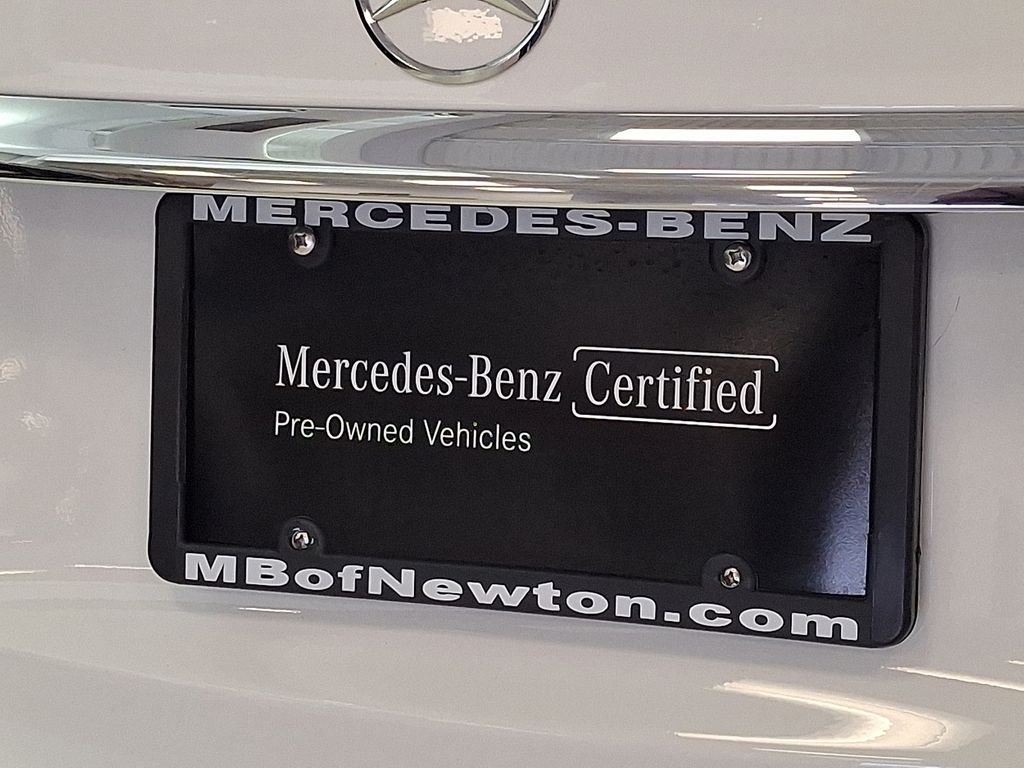 MERCEDES-BENZ
Mercedes-Benz Certified
Pre-Owned Vehicles
MBofNewton.com